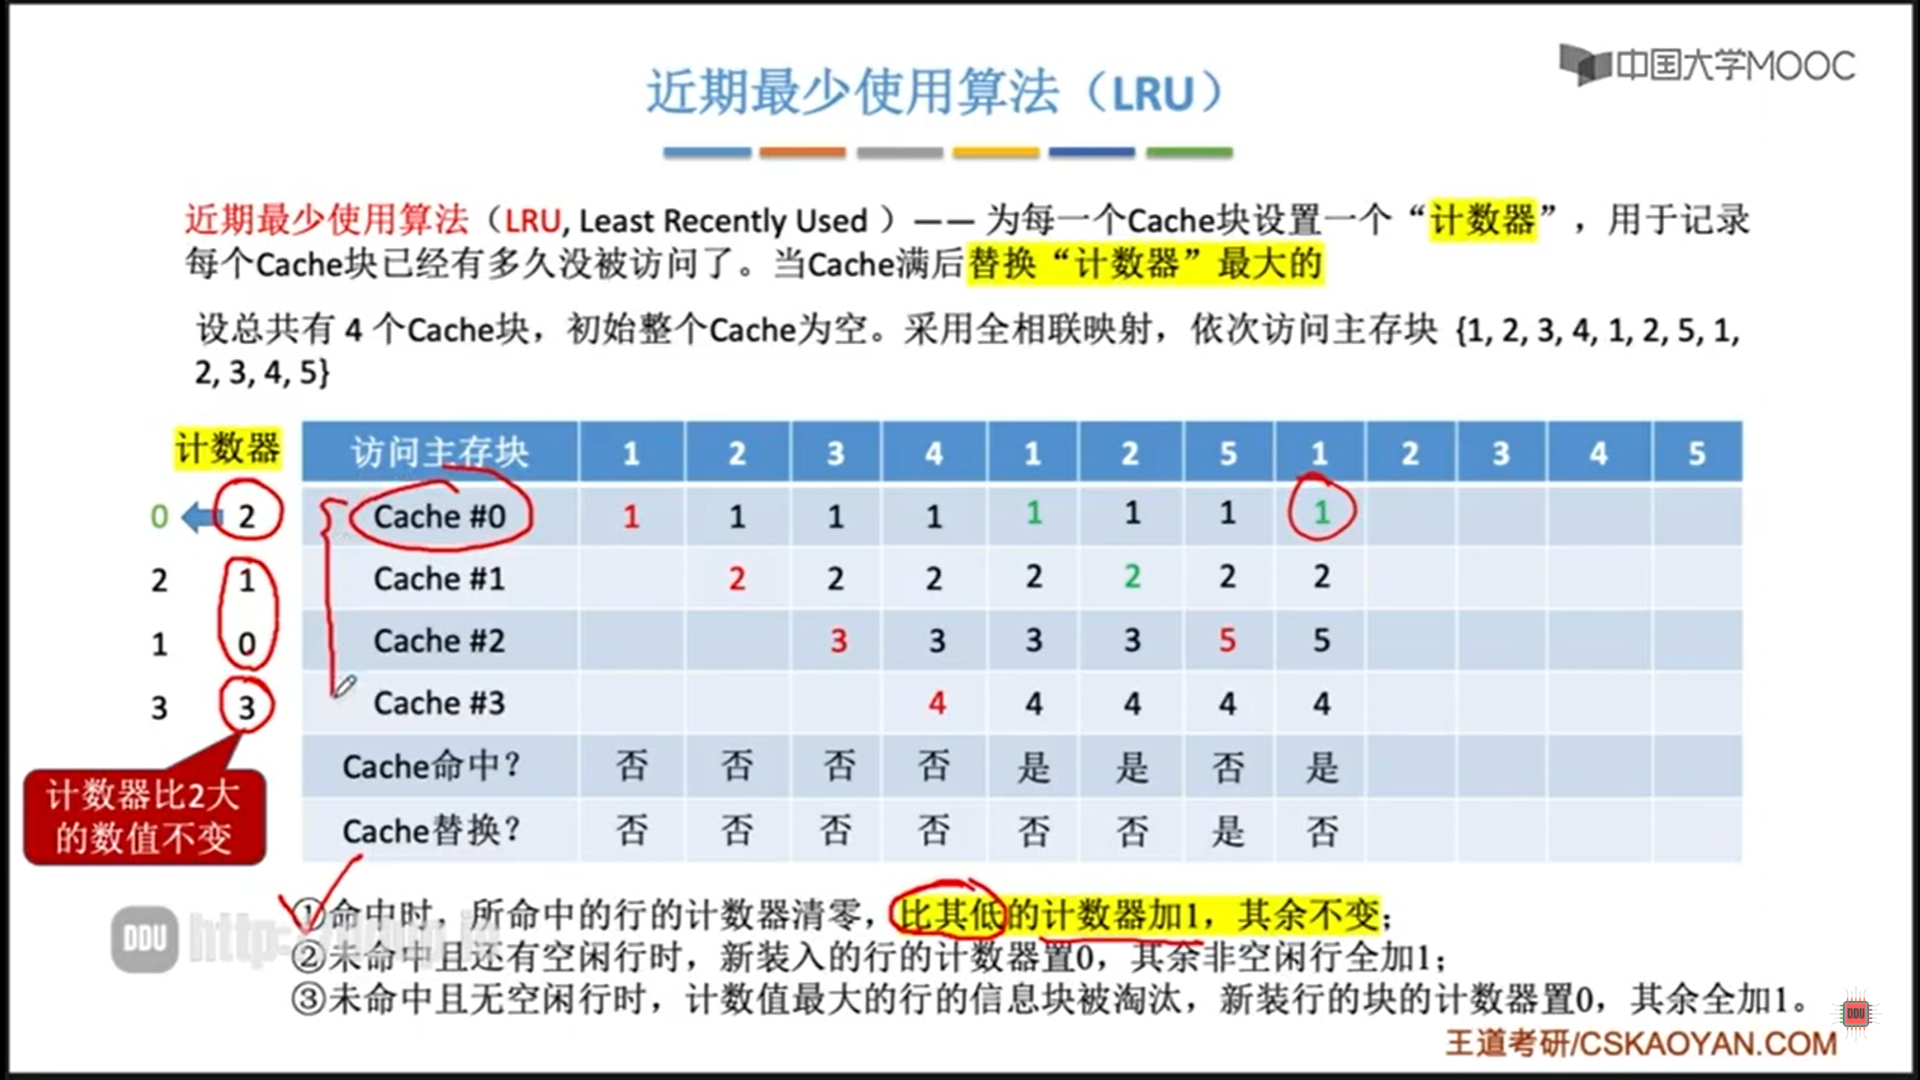 中国大学MOOC
近期最少使用算法（LRU）
近期最少使用算法（LRU, Least Recently Used ）—— 为每一个Cache块设置一个“计数器”，用于记录
每个Cache块已经有多久没被访问了。当Cache满后替换“计数器”最大的
设总共有 4 个Cache块，初始整个Cache为空。采用全相联映射，依次访问主存块 {1, 2, 3, 4, 1, 2, 5, 1,
2, 3, 4, 5}
计数器 访问主存块 1 2 3 4 1 2 5 1 2 3 4 5
0 2 Cache #0 1 1 1 1 1 1 1 1
2 1 Cache #1 2 2 2 2 2 2 2
1 0 Cache #2 3 3 3 3 5 5
3 3 Cache #3 4 4 4 4 4
Cache命中？ 否 否 否 否 是 是 否 是
计数器比2大
的数值不变
Cache替换？ 否 否 否 否 否 否 是 否
①命中时，所命中的行的计数器清零，比其低的计数器加1，其余不变；
②未命中且还有空闲行时，新装入的行的计数器置0，其余非空闲行全加1；
③未命中且无空闲行时，计数值最大的行的信息块被淘汰，新装行的块的计数器置0，其余全加1。
DDU
DDU
王道考研/CSKAOYAN.COM